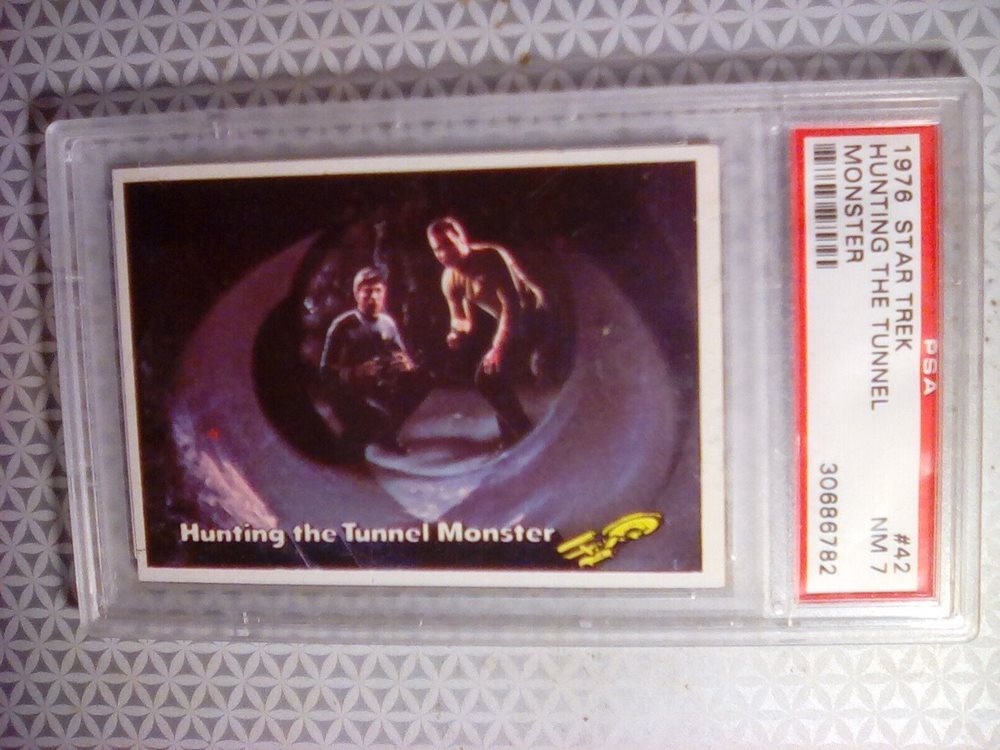 1976 STAR TREK #42
HUNTING THE TUNNEL NM 7
MONSTER 30686782
PSA
Hunting the Tunnel Monster